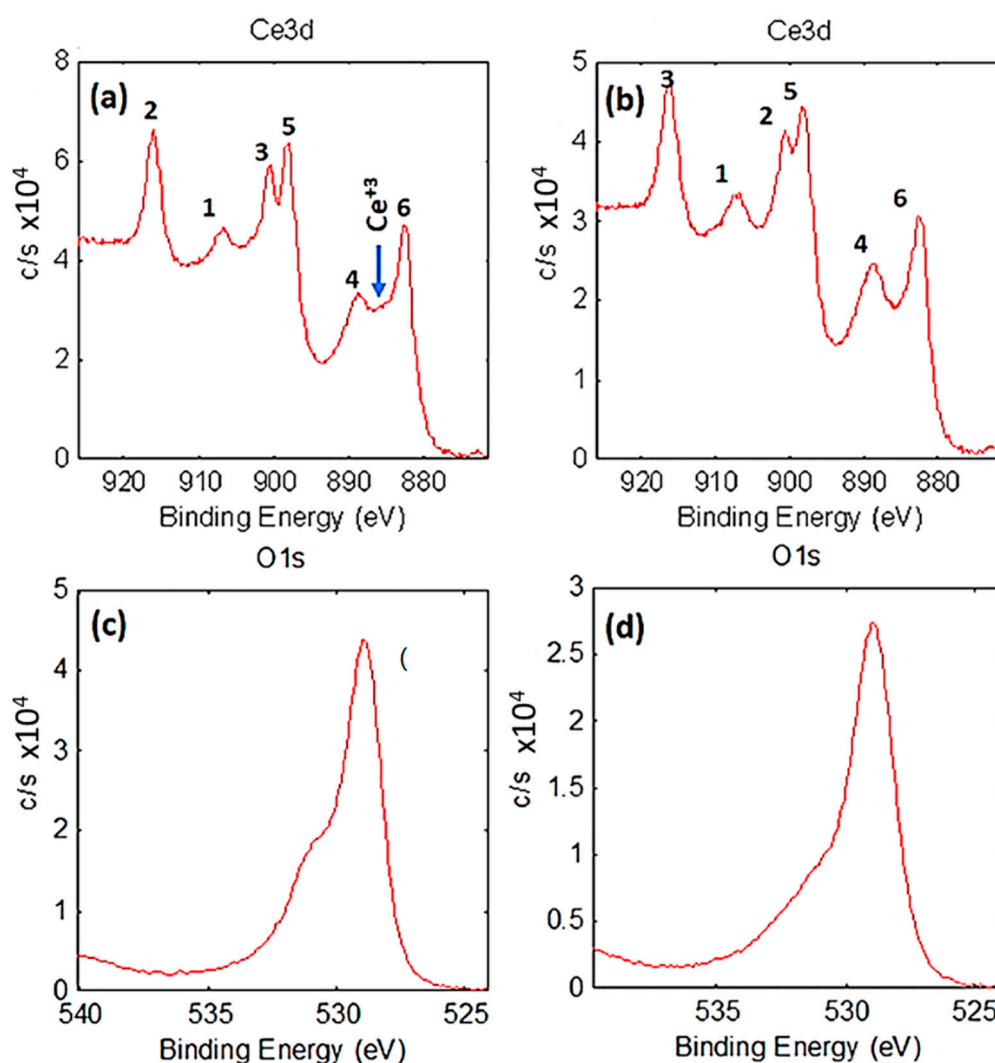 Ce3d
(a)
8
6
4
2
0
c/s x10⁴
2
1
3
5
4
Ce⁺³
6
920 910 900 890 880
Binding Energy (eV)
Ce3d
(b)
5
4
3
2
1
0
c/s x10⁴
3
1
2
5
4
6
920 910 900 890 880
Binding Energy (eV)
O1s
(c)
5
4
3
2
1
0
c/s x10⁴
(
540 535 530 525
Binding Energy (eV)
O1s
(d)
3
2.5
2
1.5
1
0.5
0
c/s x10⁴
535 530 525
Binding Energy (eV)